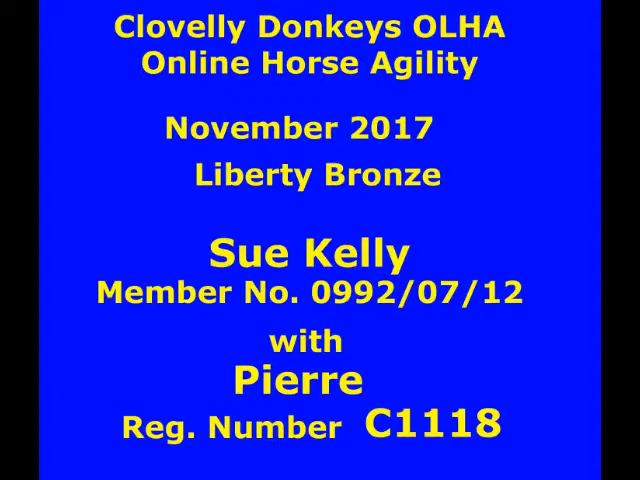 Clovelly Donkeys OLHA
Online Horse Agility
November 2017
Liberty Bronze
Sue Kelly
Member No. 0992/07/12
with
Pierre
Reg. Number C1118